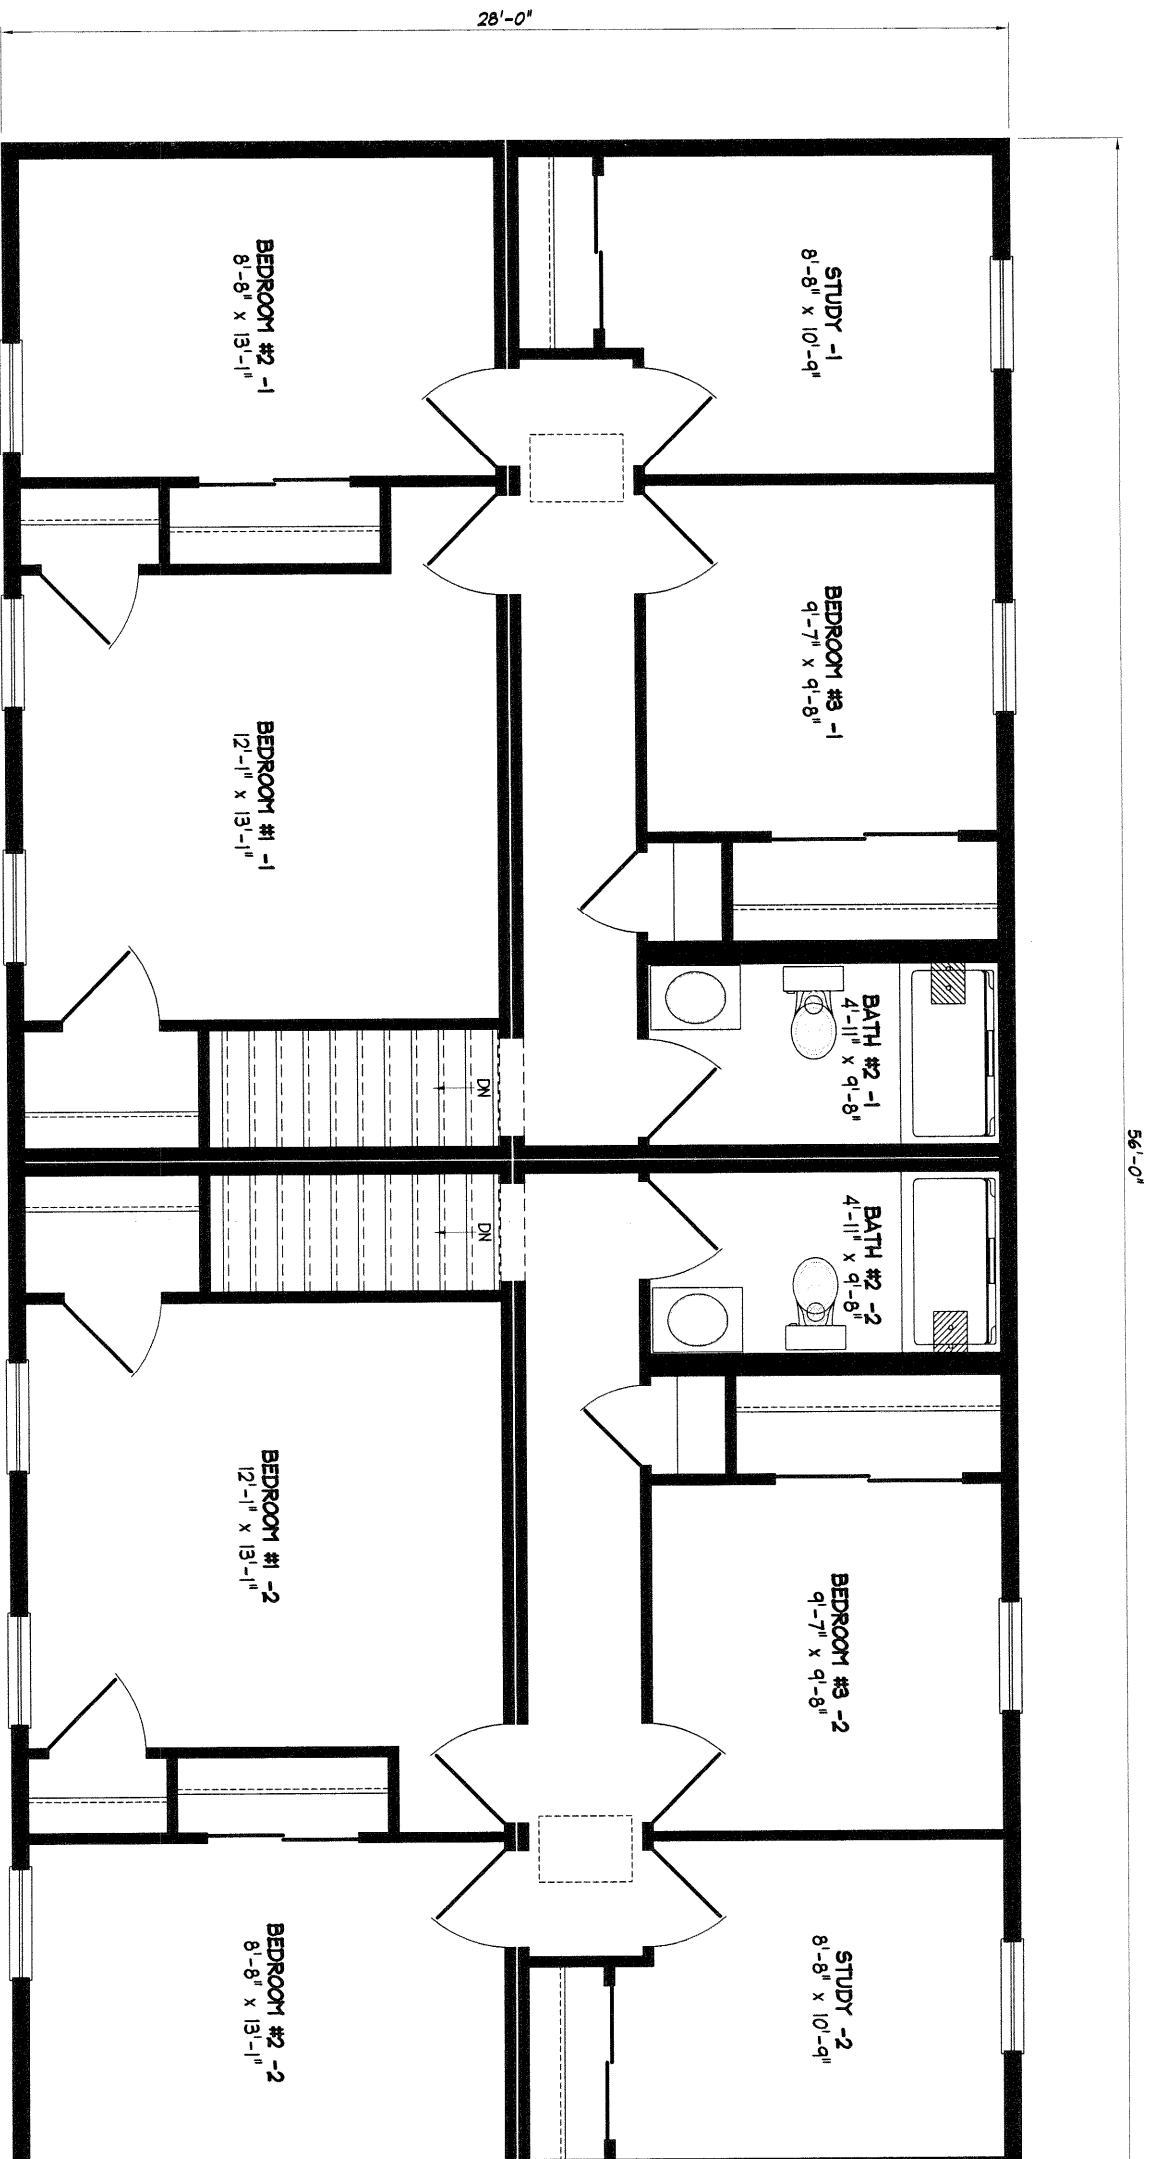 28'-0"
56'-0"
STUDY -1
8'-8" x 10'-9"
BEDROOM #2 -1
8'-8" x 13'-1"
BEDROOM #3 -1
9'-7" x 9'-8"
BEDROOM #1 -1
12'-1" x 13'-1"
BATH #2 -1
4'-11" x 9'-8"
DN
BATH #2 -2
4'-11" x 9'-8"
DN
BEDROOM #1 -2
12'-1" x 13'-1"
BEDROOM #3 -2
9'-7" x 9'-8"
BEDROOM #2 -2
8'-8" x 13'-1"
STUDY -2
8'-8" x 10'-9"